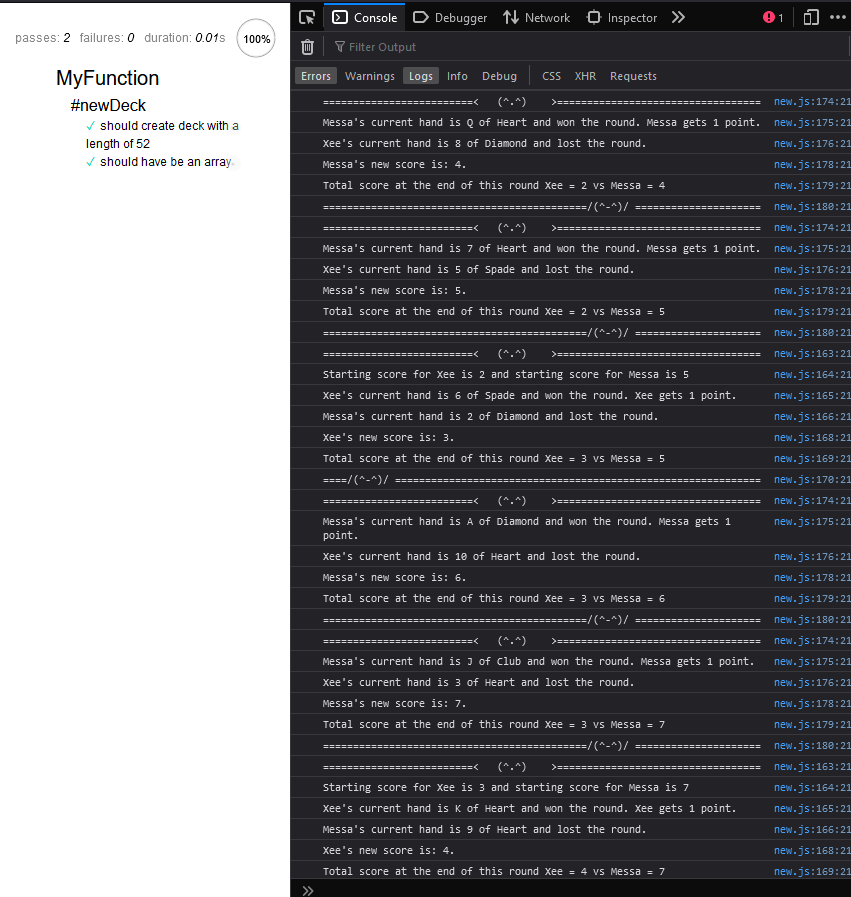 passes: 2 failures: 0 duration: 0.01s 100%
MyFunction
#newDeck
✓ should create deck with a
length of 52
✓ should have be an array
Console Debugger Network Inspector 1
Filter Output
Errors Warnings Logs Info Debug CSS XHR Requests
========================< (^.^) >================================= new.js:174:21
Messa's current hand is Q of Heart and won the round. Messa gets 1 point. new.js:175:21
Xee's current hand is 8 of Diamond and lost the round. new.js:176:21
Messa's new score is: 4. new.js:178:21
Total score at the end of this round Xee = 2 vs Messa = 4 new.js:179:21
===========================================/(^-^)/ ===================== new.js:180:21
========================< (^.^) >================================= new.js:174:21
Messa's current hand is 7 of Heart and won the round. Messa gets 1 point. new.js:175:21
Xee's current hand is 5 of Spade and lost the round. new.js:176:21
Messa's new score is: 5. new.js:178:21
Total score at the end of this round Xee = 2 vs Messa = 5 new.js:179:21
===========================================/(^-^)/ ===================== new.js:180:21
========================< (^.^) >================================= new.js:163:21
Starting score for Xee is 2 and starting score for Messa is 5 new.js:164:21
Xee's current hand is 6 of Spade and won the round. Xee gets 1 point. new.js:165:21
Messa's current hand is 2 of Diamond and lost the round. new.js:166:21
Xee's new score is: 3. new.js:168:21
Total score at the end of this round Xee = 3 vs Messa = 5 new.js:169:21
====/(^-^)/ ============================================================ new.js:170:21
========================< (^.^) >================================= new.js:174:21
Messa's current hand is A of Diamond and won the round. Messa gets 1 new.js:175:21
point.
Xee's current hand is 10 of Heart and lost the round. new.js:176:21
Messa's new score is: 6. new.js:178:21
Total score at the end of this round Xee = 3 vs Messa = 6 new.js:179:21
===========================================/(^-^)/ ===================== new.js:180:21
========================< (^.^) >================================= new.js:174:21
Messa's current hand is J of Club and won the round. Messa gets 1 point. new.js:175:21
Xee's current hand is 3 of Heart and lost the round. new.js:176:21
Messa's new score is: 7. new.js:178:21
Total score at the end of this round Xee = 3 vs Messa = 7 new.js:179:21
===========================================/(^-^)/ ===================== new.js:180:21
========================< (^.^) >================================= new.js:163:21
Starting score for Xee is 3 and starting score for Messa is 7 new.js:164:21
Xee's current hand is K of Heart and won the round. Xee gets 1 point. new.js:165:21
Messa's current hand is 9 of Heart and lost the round. new.js:166:21
Xee's new score is: 4. new.js:168:21
Total score at the end of this round Xee = 4 vs Messa = 7 new.js:169:21